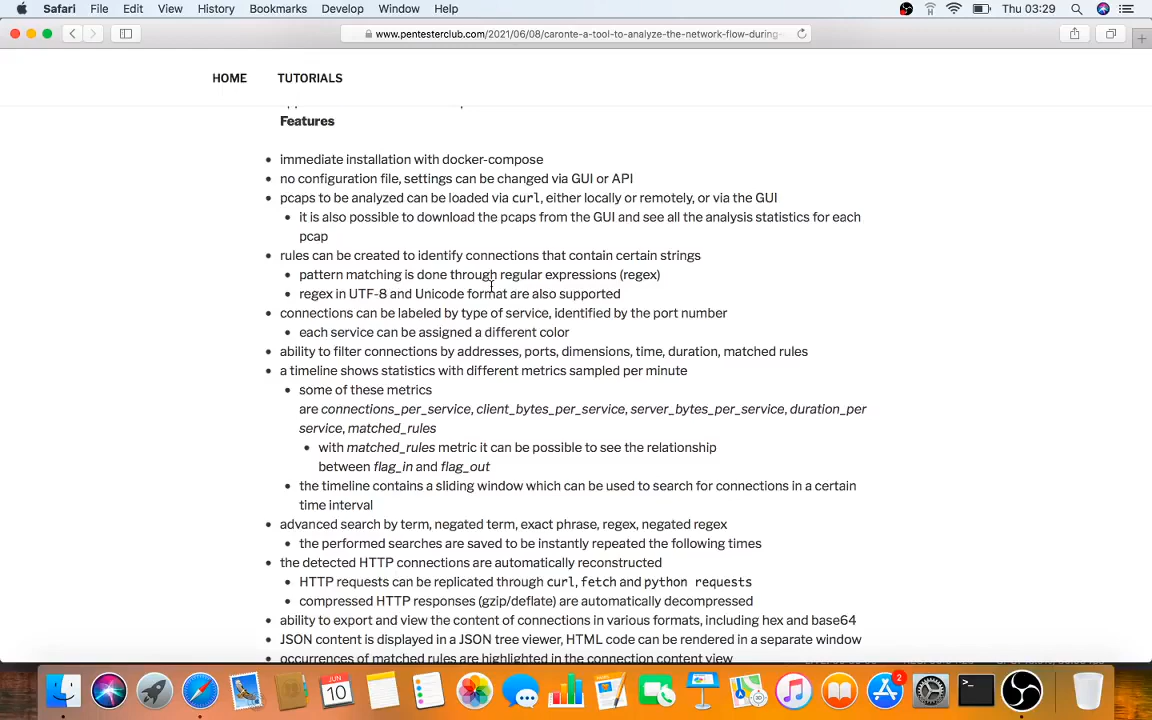 Safari File Edit View History Bookmarks Develop Window Help Thu 03:29
www.pentesterclub.com/2021/06/08/caronte-a-tool-to-analyze-the-network-flow-during-
HOME TUTORIALS
Features
• immediate installation with docker-compose
• no configuration file, settings can be changed via GUI or API
• pcaps to be analyzed can be loaded via curl, either locally or remotely, or via the GUI
• it is also possible to download the pcaps from the GUI and see all the analysis statistics for each
pcap
• rules can be created to identify connections that contain certain strings
• pattern matching is done through regular expressions (regex)
• regex in UTF-8 and Unicode format are also supported
• connections can be labeled by type of service, identified by the port number
• each service can be assigned a different color
• ability to filter connections by addresses, ports, dimensions, time, duration, matched rules
• a timeline shows statistics with different metrics sampled per minute
• some of these metrics
are connections_per_service, client_bytes_per_service, server_bytes_per_service, duration_per
service, matched_rules
• with matched_rules metric it can be possible to see the relationship
between flag_in and flag_out
• the timeline contains a sliding window which can be used to search for connections in a certain
time interval
• advanced search by term, negated term, exact phrase, regex, negated regex
• the performed searches are saved to be instantly repeated the following times
• the detected HTTP connections are automatically reconstructed
• HTTP requests can be replicated through curl, fetch and python requests
• compressed HTTP responses (gzip/deflate) are automatically decompressed
• ability to export and view the content of connections in various formats, including hex and base64
• JSON content is displayed in a JSON tree viewer, HTML code can be rendered in a separate window
• occurrences of matched rules are highlighted in the connection content view
JUN
10
2